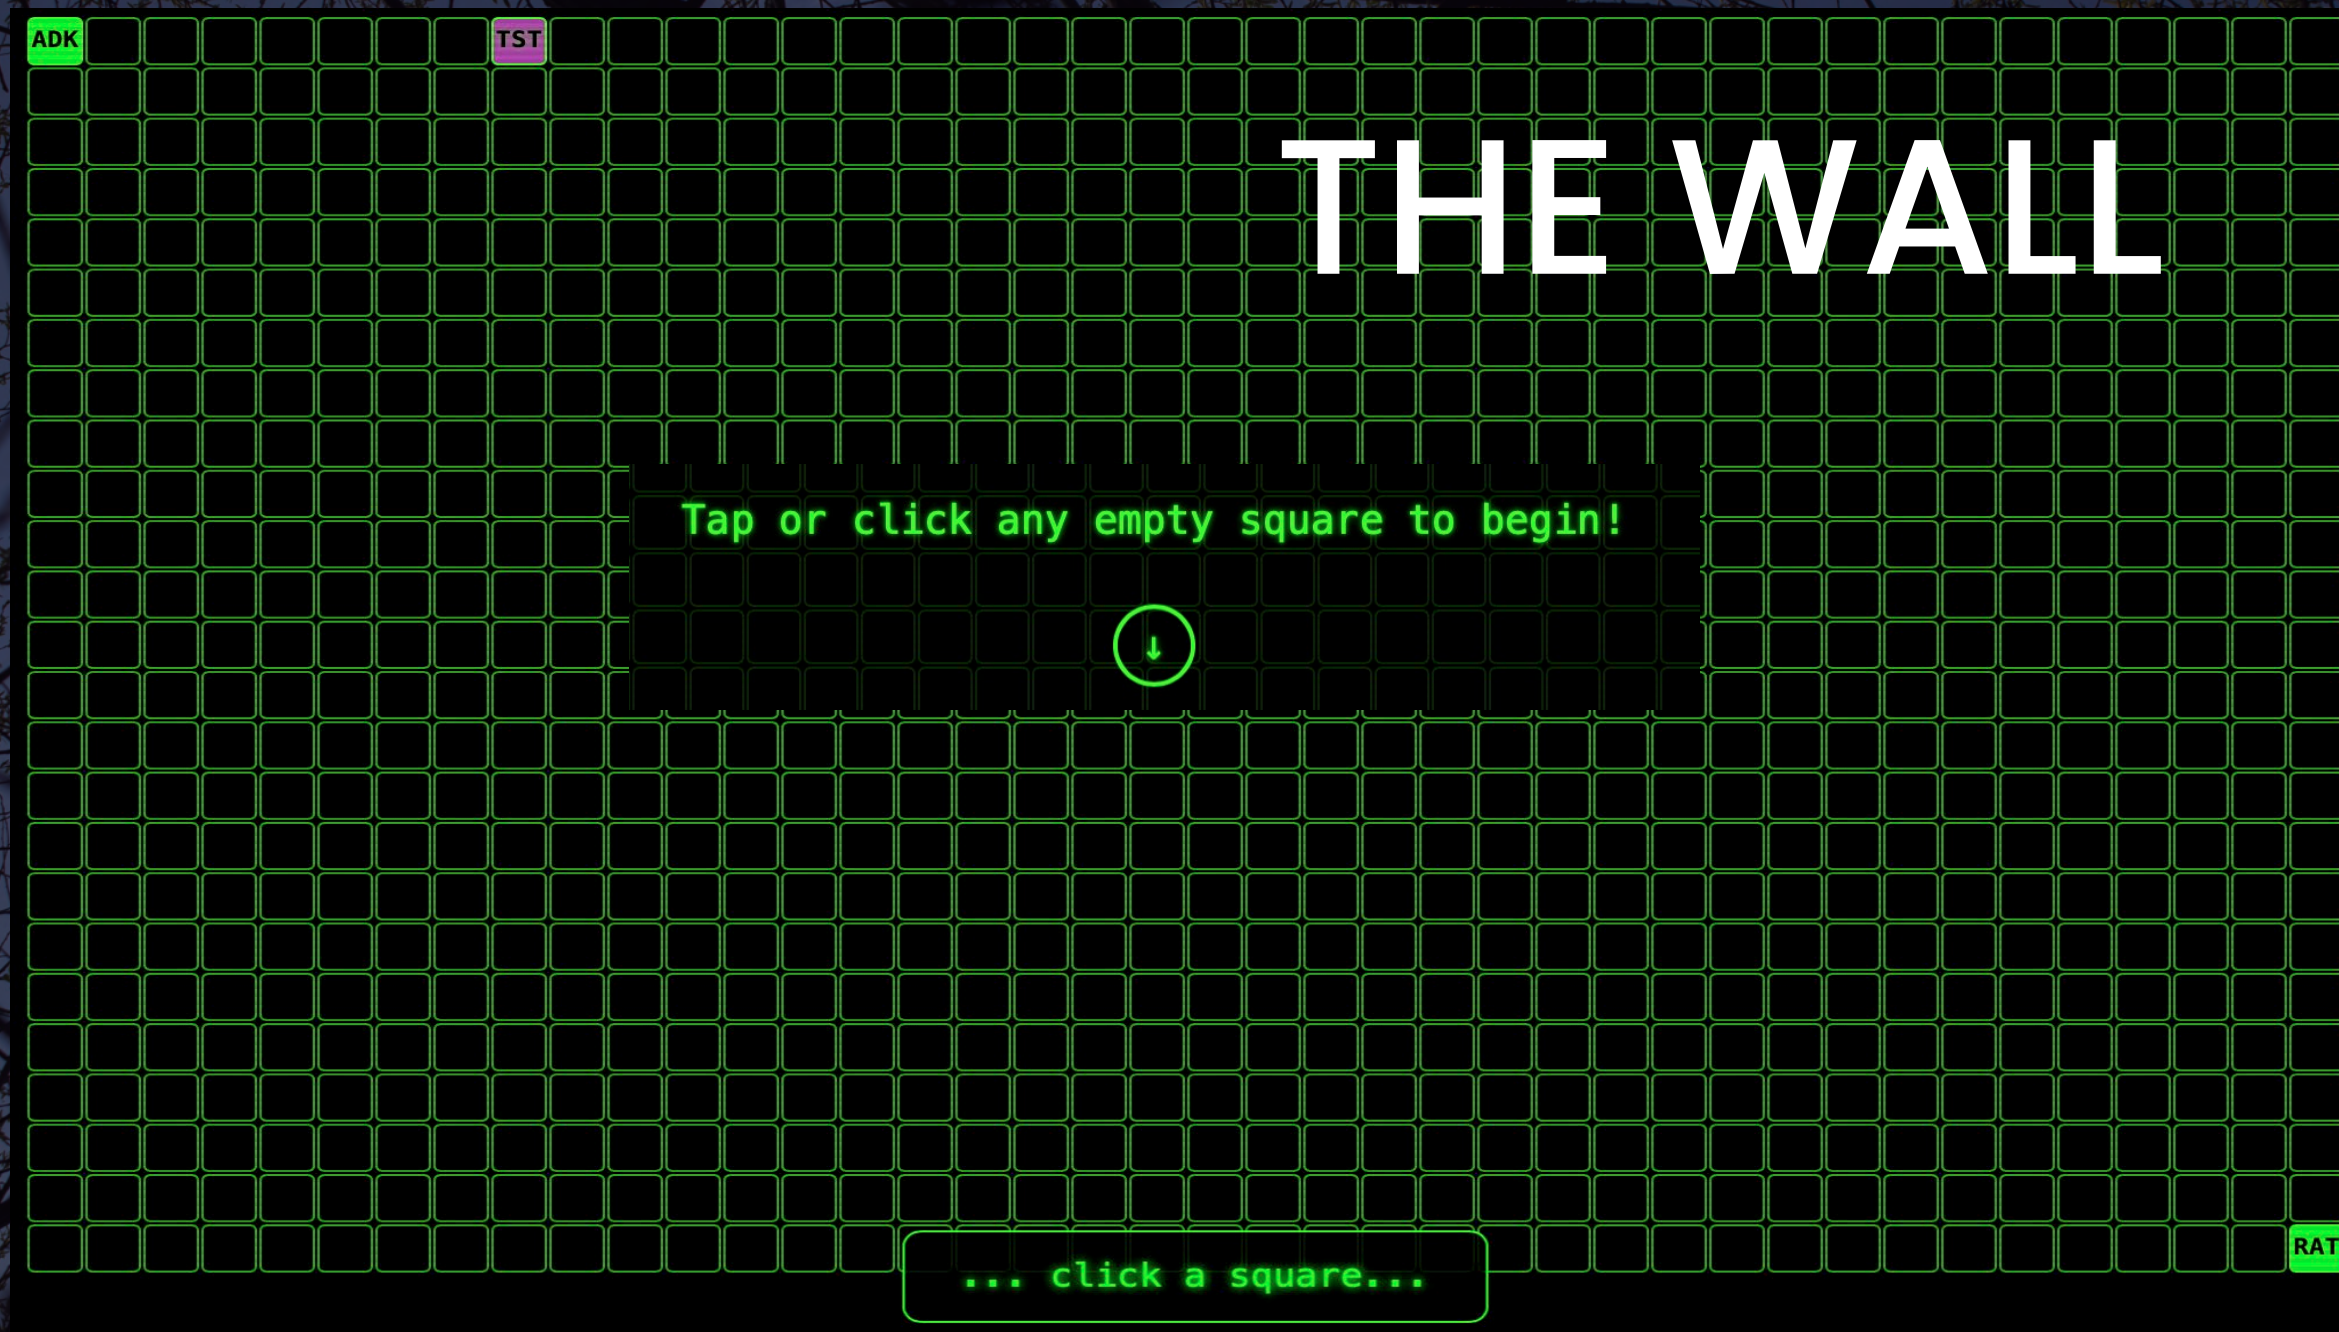 ADK
TST
THE WALL
Tap or click any empty square to begin!
↓
RAT
... click a square...